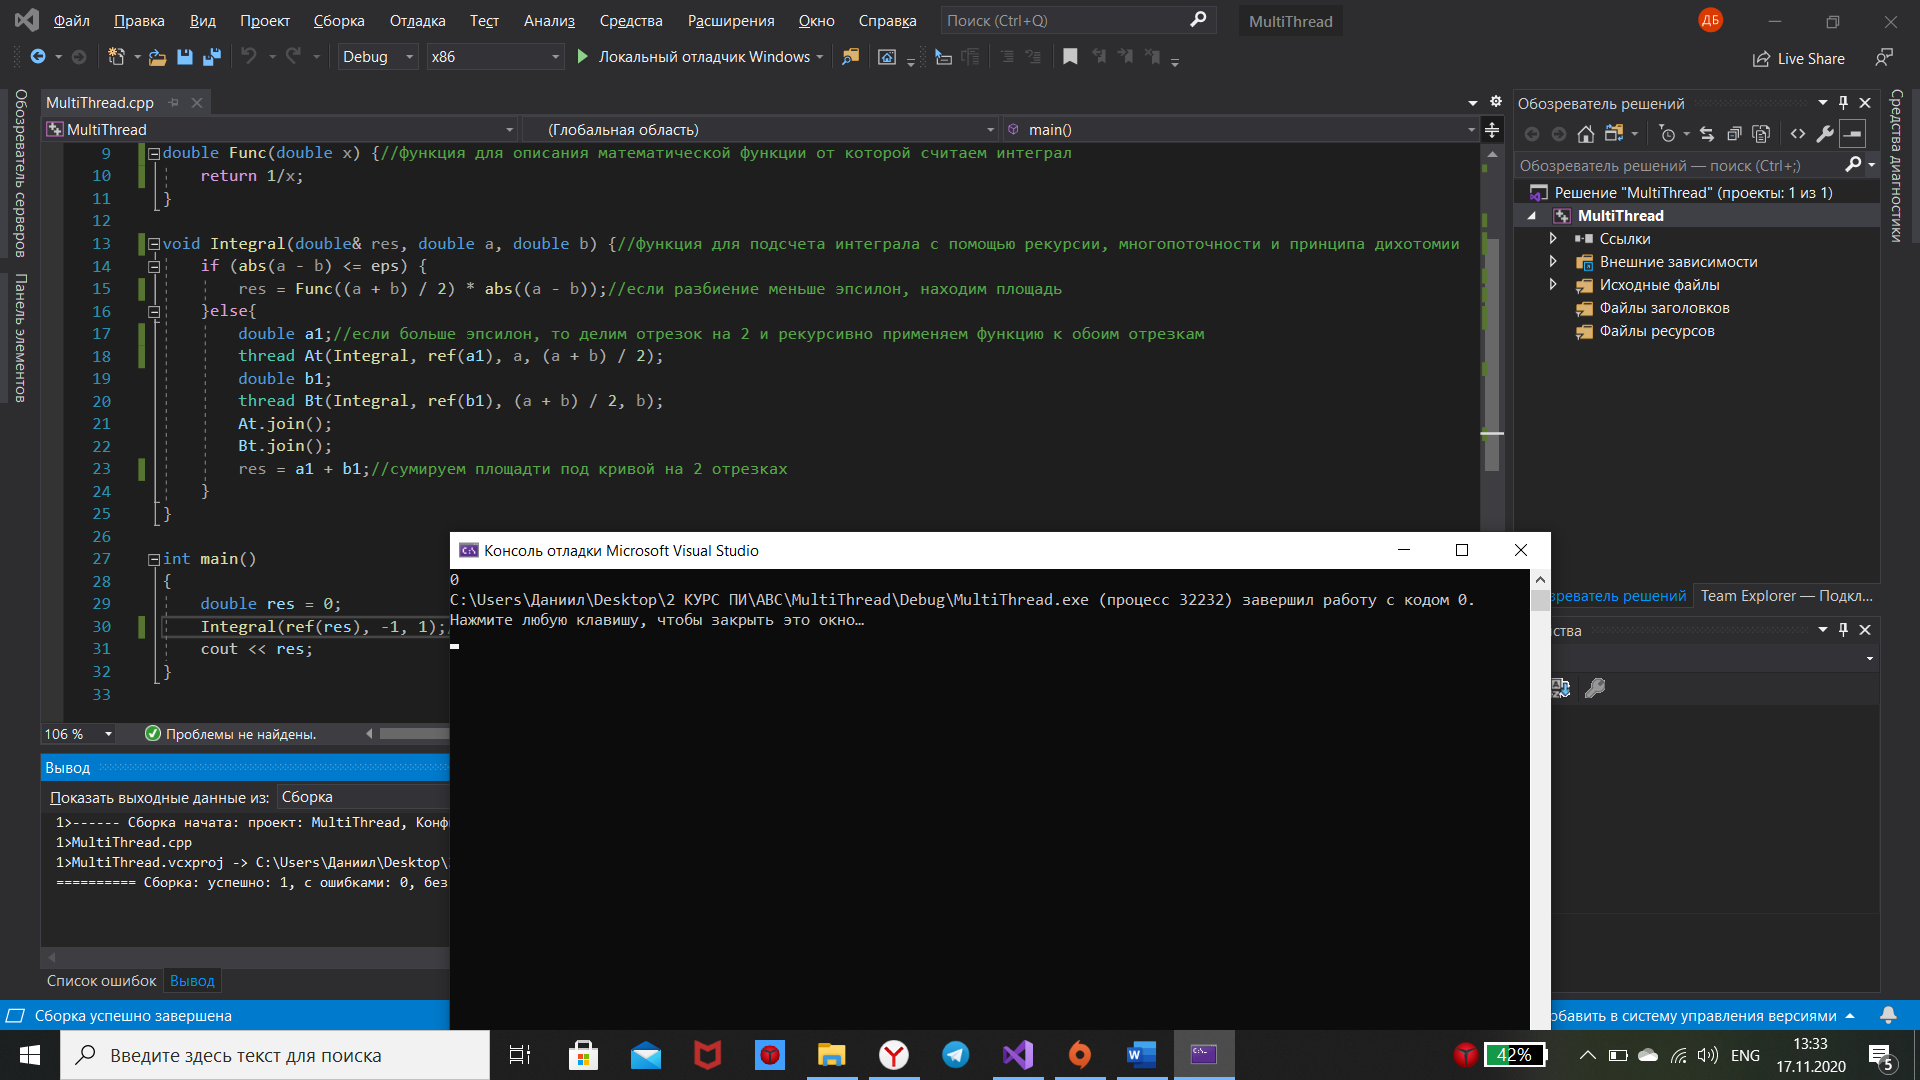 Файл Правка Вид Проект Сборка Отладка Тест Анализ Средства Расширения Окно Справка Поиск (Ctrl+Q) MultiThread ДБ
Debug x86 Локальный отладчик Windows Live Share
Обозреватель серверов
Панель элементов
MultiThread.cpp
MultiThread (Глобальная область) main()
9 double Func(double x) {//функция для описания математической функции от которой считаем интеграл
10 return 1/x;
11 }
12
13 void Integral(double& res, double a, double b) {//функция для подсчета интеграла с помощью рекурсии, многопоточности и принципа дихотомии
14 if (abs(a - b) <= eps) {
15 res = Func((a + b) / 2) * abs((a - b));//если разбиение меньше эпсилон, находим площадь
16 }else{
17 double a1;//если больше эпсилон, то делим отрезок на 2 и рекурсивно применяем функцию к обоим отрезкам
18 thread At(Integral, ref(a1), a, (a + b) / 2);
19 double b1;
20 thread Bt(Integral, ref(b1), (a + b) / 2, b);
21 At.join();
22 Bt.join();
23 res = a1 + b1;//сумируем площадти под кривой на 2 отрезках
24 }
25 }
26
27 int main()
28 {
29 double res = 0;
30 Integral(ref(res), -1, 1);
31 cout << res;
32 }
33
106 % Проблемы не найдены.
Вывод
Показать выходные данные из: Сборка
1>------ Сборка начата: проект: MultiThread,
1>MultiThread.cpp
1>MultiThread.vcxproj -> C:\Users\Даниил\Desktop\
========== Сборка: успешно: 1, с ошибками: 0, без
Список ошибок Вывод
Сборка успешно завершена
Консоль отладки Microsoft Visual Studio
0
C:\Users\Даниил\Desktop\2 КУРС ПИ\АВС\MultiThread\Debug\MultiThread.exe (процесс 32232) завершил работу с кодом 0.
Нажмите любую клавишу, чтобы закрыть это окно…
Обозреватель решений
Обозреватель решений — поиск (Ctrl+;)
Решение "MultiThread" (проекты: 1 из 1)
MultiThread
Ссылки
Внешние зависимости
Исходные файлы
Файлы заголовков
Файлы ресурсов
зреватель решений Team Explorer — Подкл...
ства
Средства диагностики
обавить в систему управления версиями
Введите здесь текст для поиска
42% ENG 13:33
17.11.2020
5